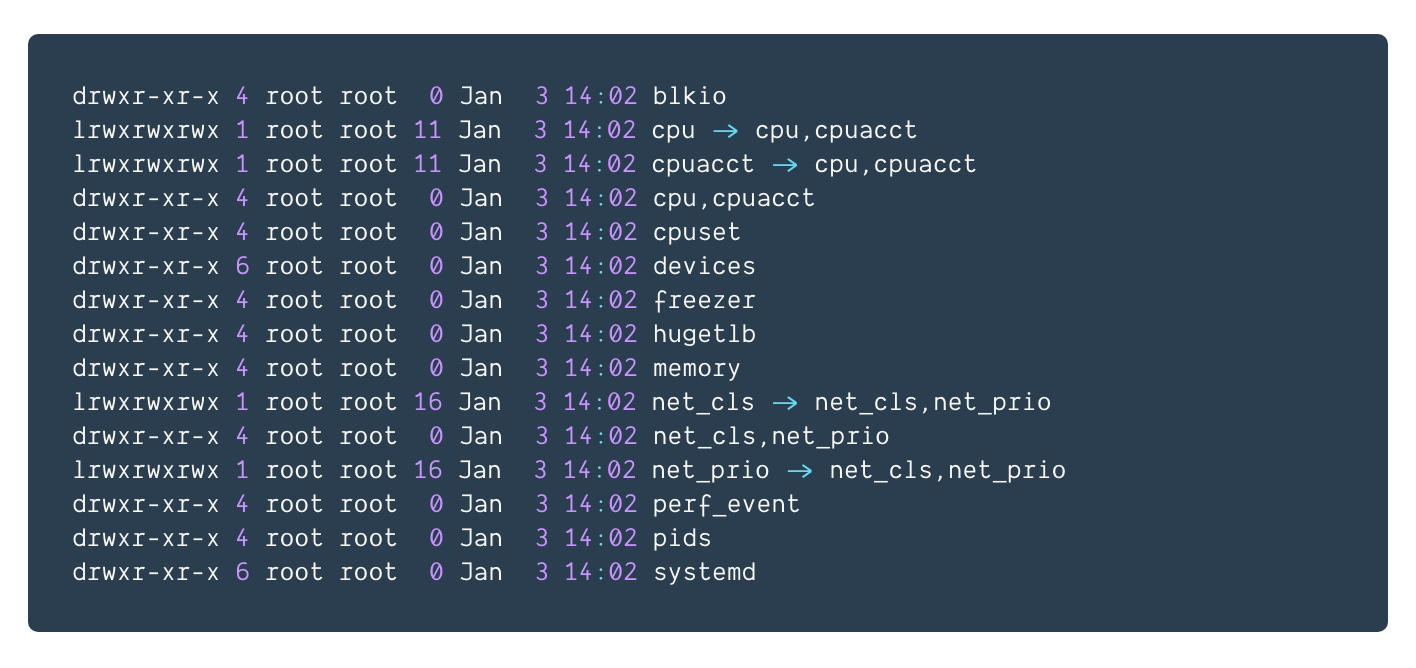 drwxr-xr-x 4 root root  0 Jan  3 14:02 blkio
lrwxrwxrwx 1 root root 11 Jan  3 14:02 cpu -> cpu,cpuacct
lrwxrwxrwx 1 root root 11 Jan  3 14:02 cpuacct -> cpu,cpuacct
drwxr-xr-x 4 root root  0 Jan  3 14:02 cpu,cpuacct
drwxr-xr-x 4 root root  0 Jan  3 14:02 cpuset
drwxr-xr-x 6 root root  0 Jan  3 14:02 devices
drwxr-xr-x 4 root root  0 Jan  3 14:02 freezer
drwxr-xr-x 4 root root  0 Jan  3 14:02 hugetlb
drwxr-xr-x 4 root root  0 Jan  3 14:02 memory
lrwxrwxrwx 1 root root 16 Jan  3 14:02 net_cls -> net_cls,net_prio
drwxr-xr-x 4 root root  0 Jan  3 14:02 net_cls,net_prio
lrwxrwxrwx 1 root root 16 Jan  3 14:02 net_prio -> net_cls,net_prio
drwxr-xr-x 4 root root  0 Jan  3 14:02 perf_event
drwxr-xr-x 4 root root  0 Jan  3 14:02 pids
drwxr-xr-x 6 root root  0 Jan  3 14:02 systemd